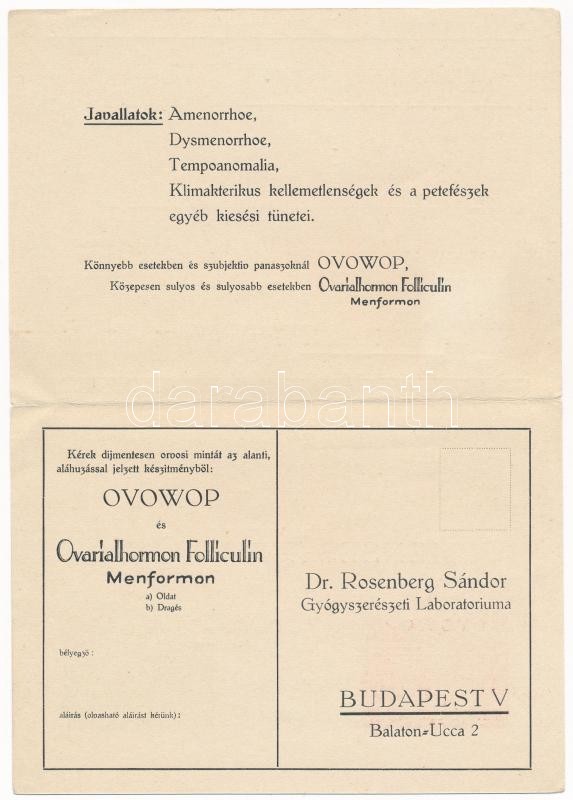 Javallatok: Amenorrhoe,
Dysmenorrhoe,
Tempoanomalia,
Klimakterikus kellemetlenségek és a petefészek
egyéb kiesési tünetei.
Könnyebb esetekben és szubjektiv panaszoknál OVOWOP,
Közepesen sulyos és sulyosabb esetekben Ovarialhormon Folliculin
Menformon
darabanth
Kérek dijmentesen orvosi mintát az alanti,
aláhuzással jelzett készitményből:
OVOWOP
és
Ovarialhormon Folliculin
Menformon
a) Oldat
b) Dragés
bélyegző:
aláirás (olvasható aláirást kérünk):
Dr. Rosenberg Sándor
Gyógyszerészeti Laboratoriuma
BUDAPEST V
Balaton-Ucca 2